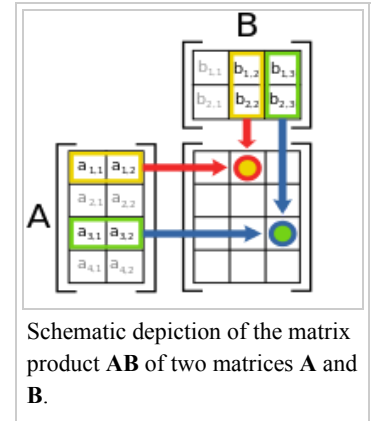 B
b1,1 b1,2 b1,3
b2,1 b2,2 b2,3
A
a1,1 a1,2
a2,1 a2,2
a3,1 a3,2
a4,1 a4,2
Schematic depiction of the matrix
product AB of two matrices A and
B.